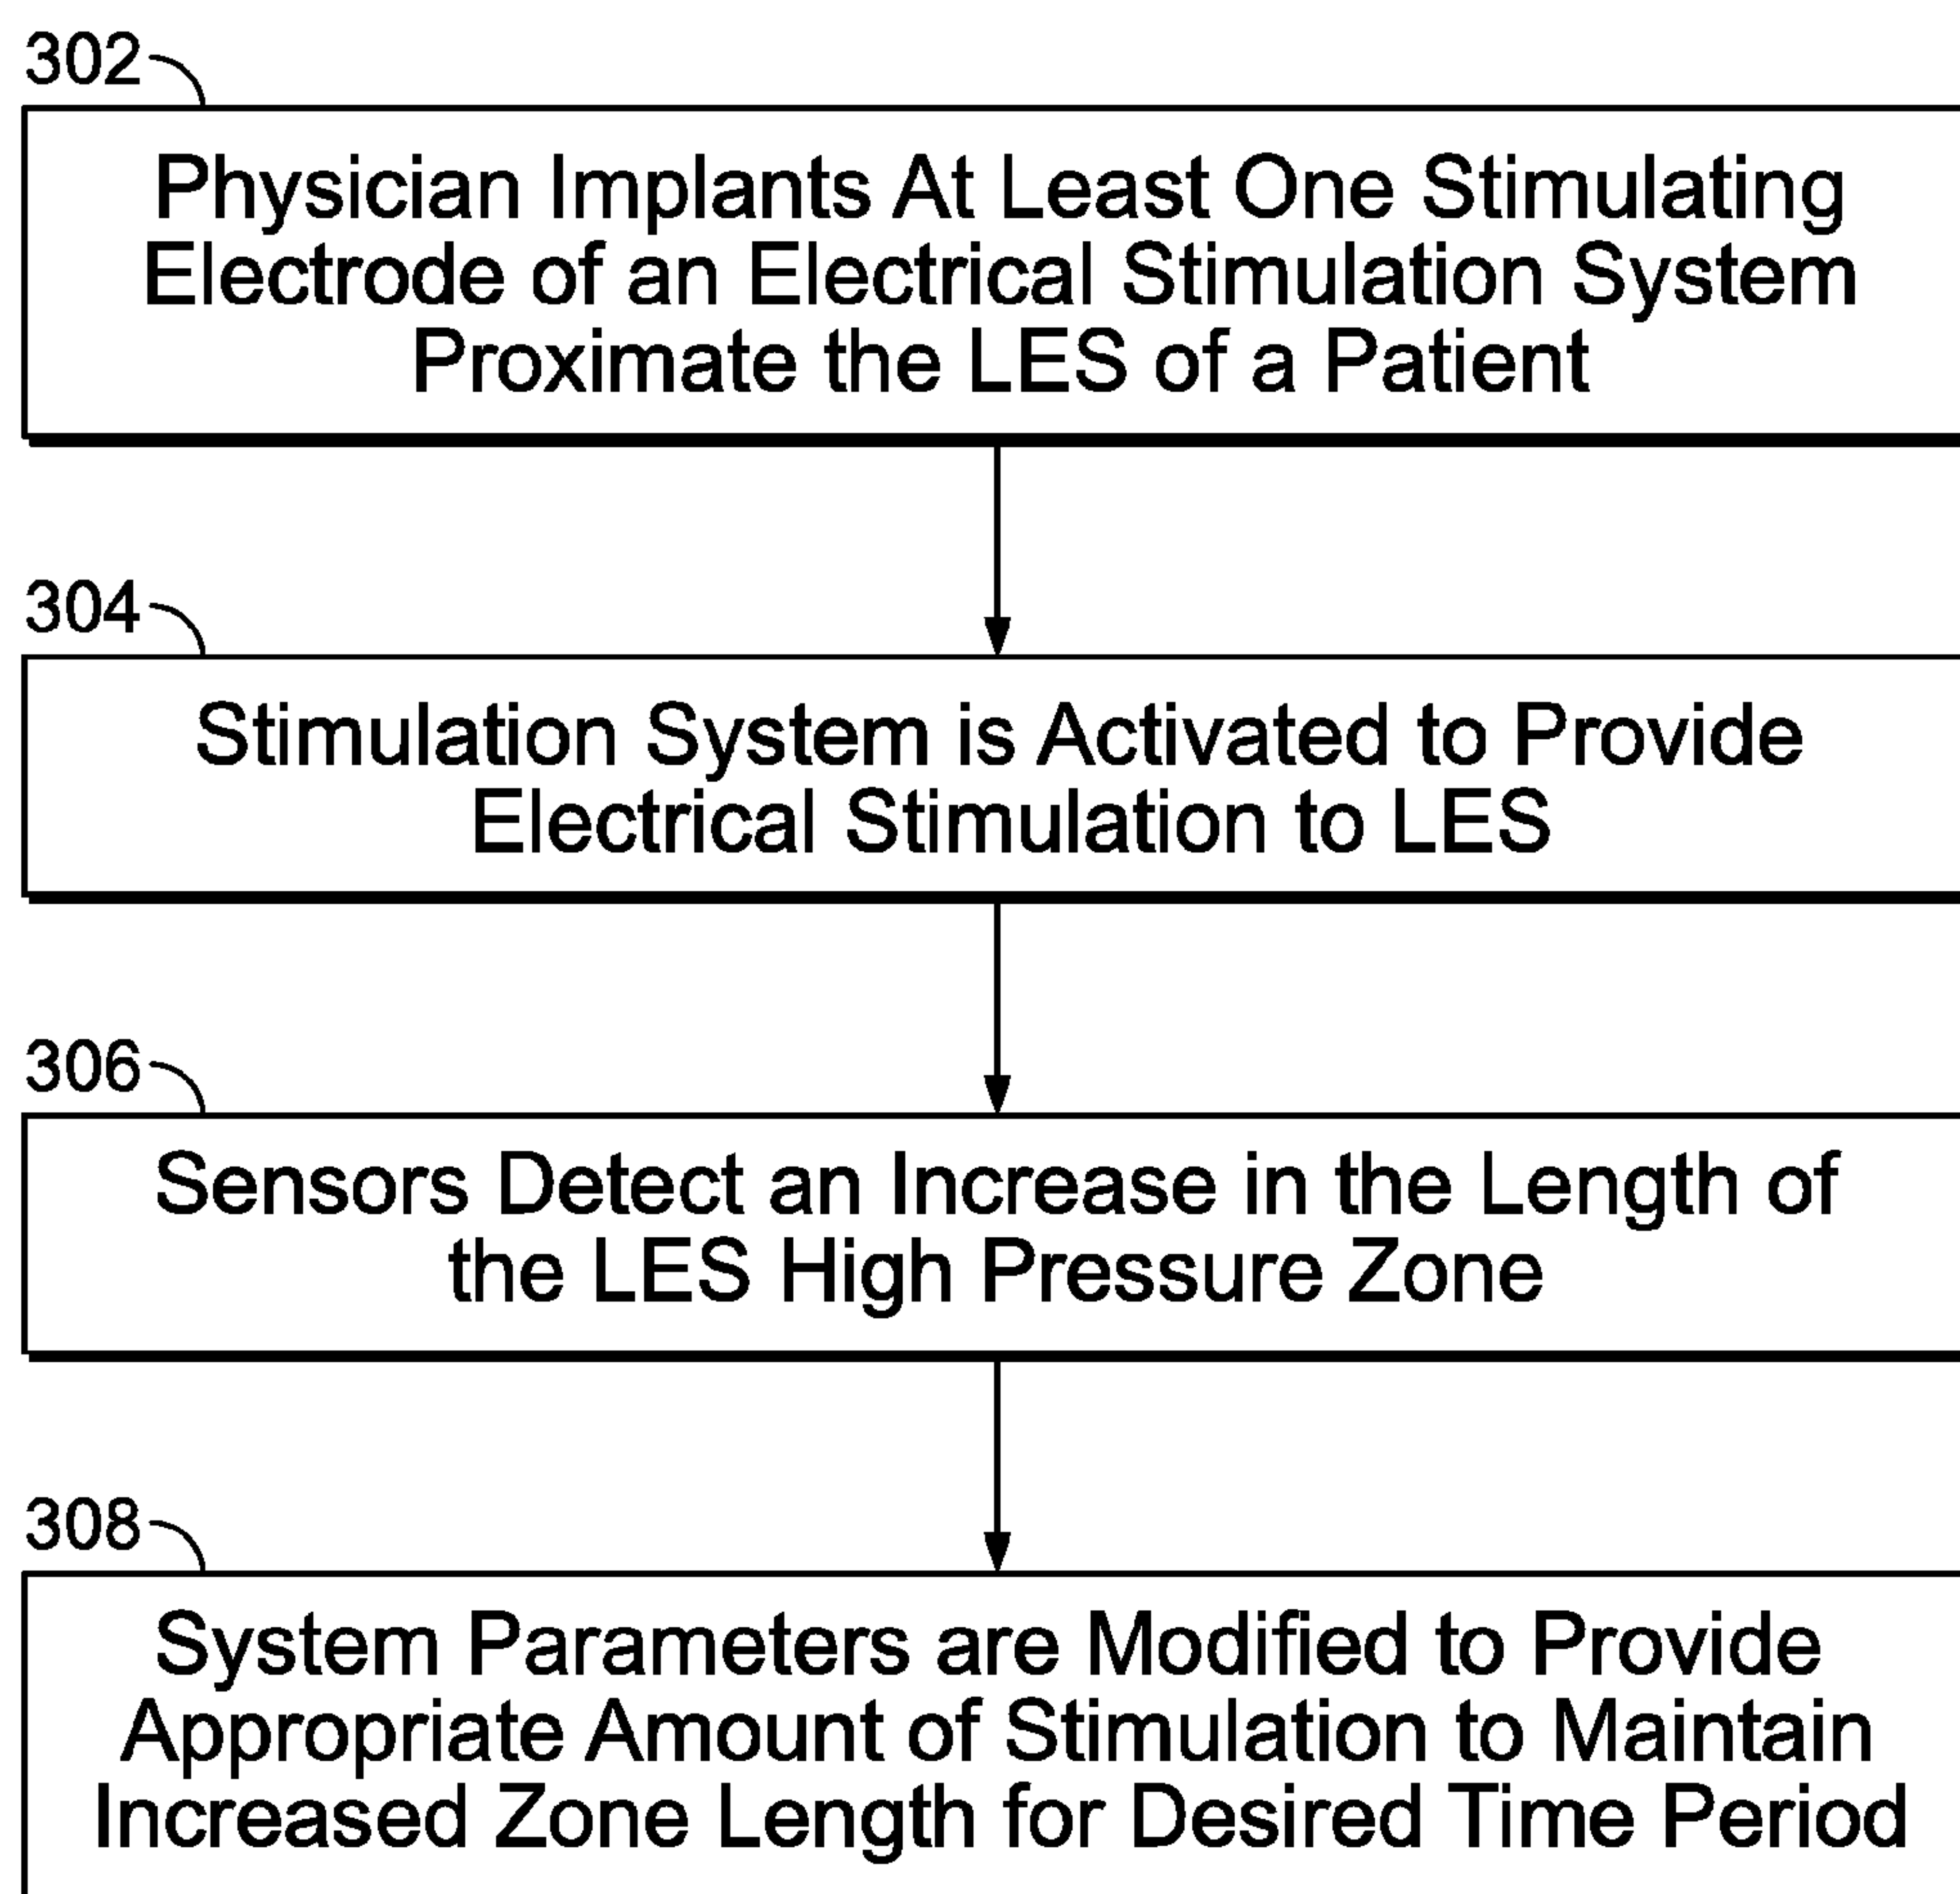 302
Physician Implants At Least One Stimulating
Electrode of an Electrical Stimulation System
Proximate the LES of a Patient
304
Stimulation System is Activated to Provide
Electrical Stimulation to LES
306
Sensors Detect an Increase in the Length of
the LES High Pressure Zone
308
System Parameters are Modified to Provide
Appropriate Amount of Stimulation to Maintain
Increased Zone Length for Desired Time Period